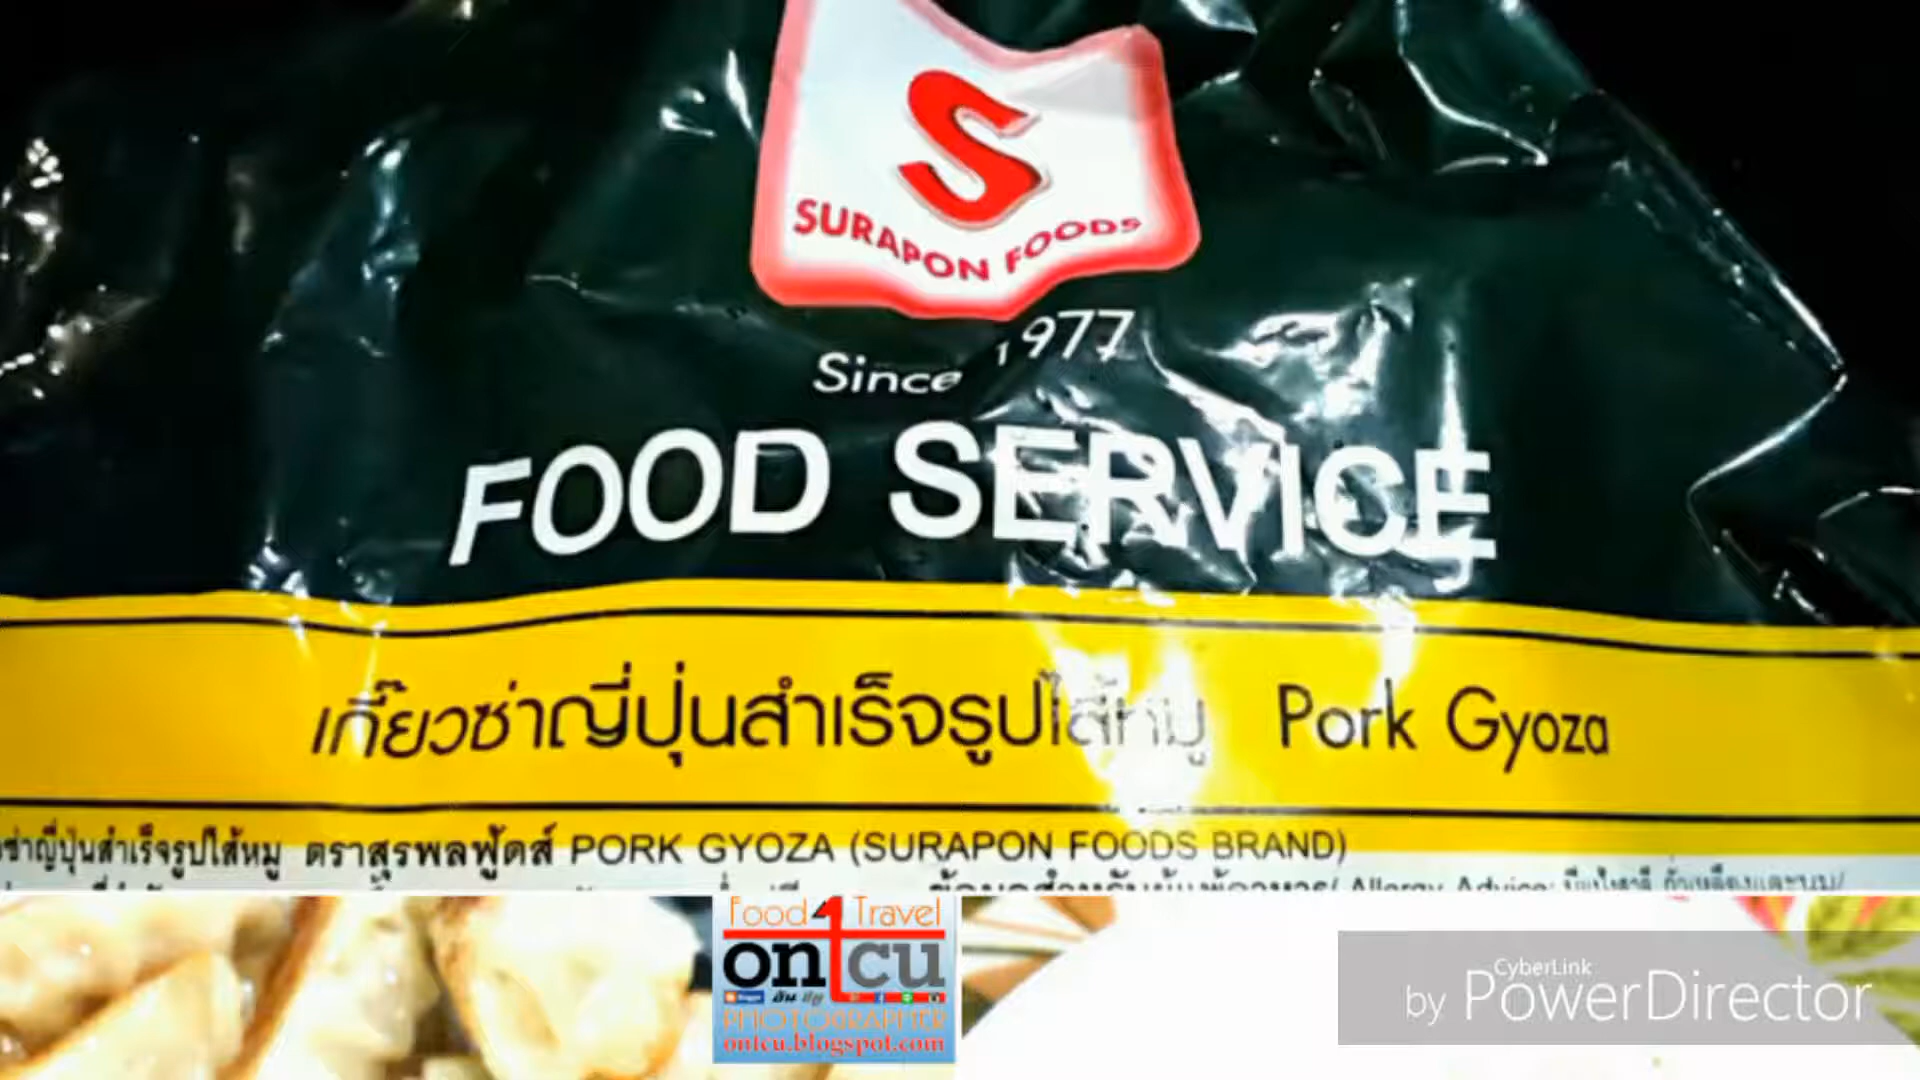 S
SURAPON FOODS
Since 1977
FOOD SERVICE
เกี๊ยวซ่าญี่ปุ่นสำเร็จรูปไส้หมู Pork Gyoza
ซ่าญี่ปุ่นสำเร็จรูปไส้หมู ตราสุรพลฟู้ดส์ PORK GYOZA (SURAPON FOODS BRAND)
Allergy Advice:
Food Travel
ontcu
PHOTOGRAPHER
ontcu.blogspot.com
by CyberLink PowerDirector